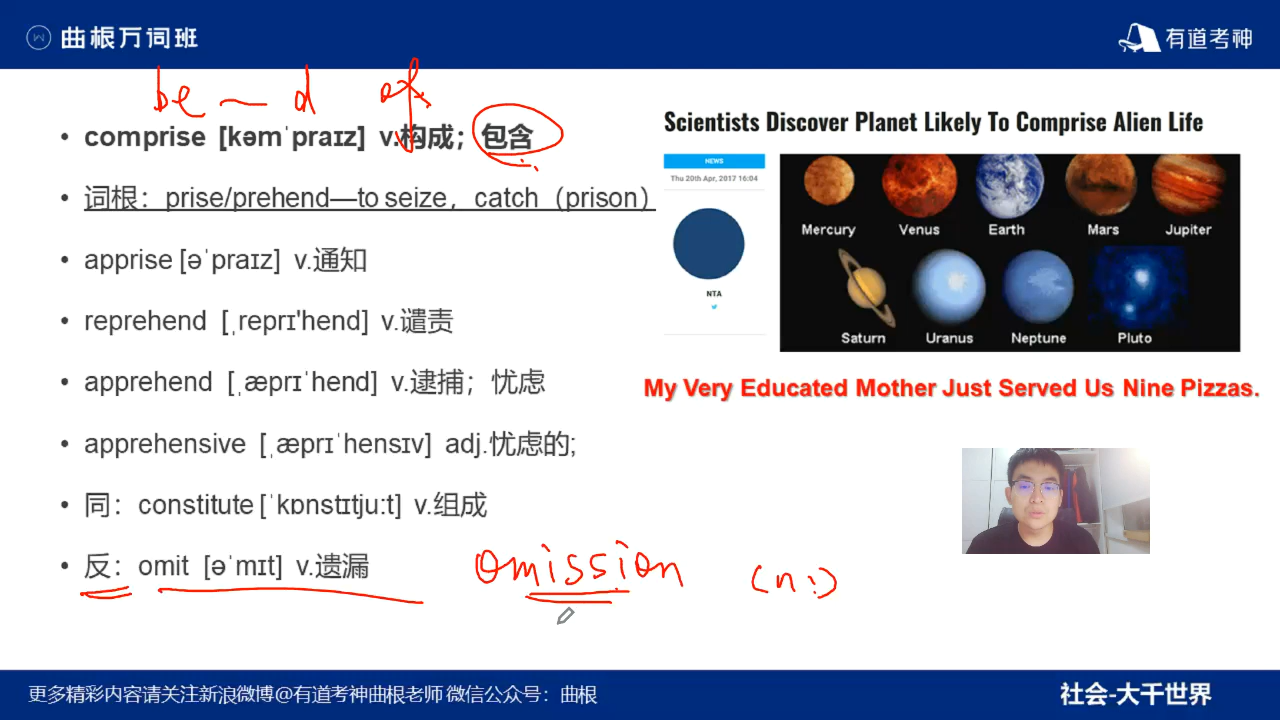 曲根万词班
有道考神
be ~ d of
• comprise [kəmˈpraɪz] v.构成；包含
• 词根：prise/prehend—to seize，catch（prison）
• apprise [əˈpraɪz] v.通知
• reprehend [ˌreprɪ'hend] v.谴责
• apprehend [ˌæprɪˈhend] v.逮捕；忧虑
• apprehensive [ˌæprɪˈhensɪv] adj.忧虑的;
• 同：constitute [ˈkɒnstɪtjuːt] v.组成
• 反：omit [əˈmɪt] v.遗漏
omission (n.)
Scientists Discover Planet Likely To Comprise Alien Life
NEWS
Thu 20th Apr, 2017 16:04
NTA
Mercury Venus Earth Mars Jupiter
Saturn Uranus Neptune Pluto
My Very Educated Mother Just Served Us Nine Pizzas.
更多精彩内容请关注新浪微博@有道考神曲根老师 微信公众号：曲根
社会-大千世界